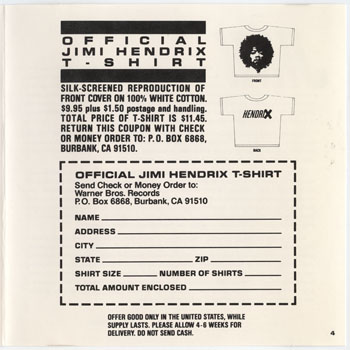 OFFICIAL
JIMI HENDRIX
T-SHIRT
SILK-SCREENED REPRODUCTION OF
FRONT COVER ON 100% WHITE COTTON.
$9.95 plus $1.50 postage and handling.
TOTAL PRICE OF T-SHIRT IS $11.45.
RETURN THIS COUPON WITH CHECK
OR MONEY ORDER TO: P.O. BOX 6868,
BURBANK, CA 91510.
FRONT
HENDRIX
BACK
OFFICIAL JIMI HENDRIX T-SHIRT
Send Check or Money Order to:
Warner Bros. Records
P.O. Box 6868, Burbank, CA 91510
NAME
ADDRESS
CITY
STATE ZIP
SHIRT SIZE NUMBER OF SHIRTS
TOTAL AMOUNT ENCLOSED
OFFER GOOD ONLY IN THE UNITED STATES, WHILE
SUPPLY LASTS. PLEASE ALLOW 4-6 WEEKS FOR
DELIVERY. DO NOT SEND CASH.
4